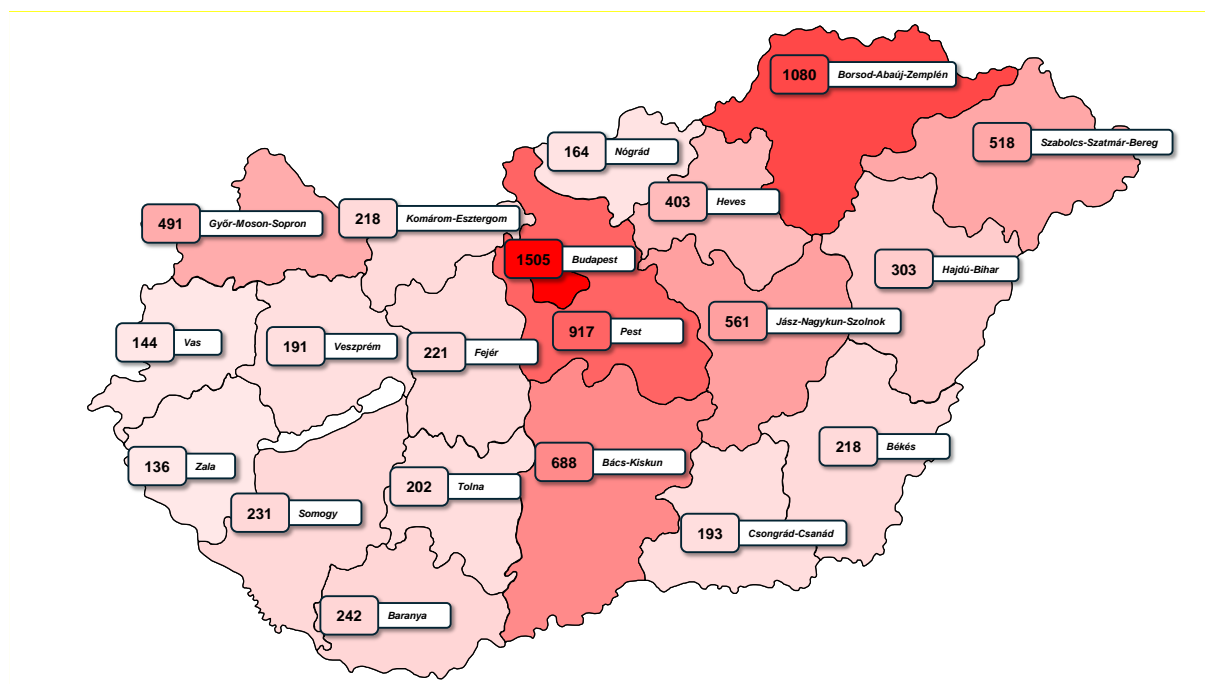 1080 Borsod-Abaúj-Zemplén
518 Szabolcs-Szatmár-Bereg
164 Nógrád
403 Heves
491 Győr-Moson-Sopron
218 Komárom-Esztergom
1505 Budapest
303 Hajdú-Bihar
561 Jász-Nagykun-Szolnok
917 Pest
144 Vas
191 Veszprém
221 Fejér
218 Békés
688 Bács-Kiskun
136 Zala
202 Tolna
231 Somogy
193 Csongrád-Csanád
242 Baranya